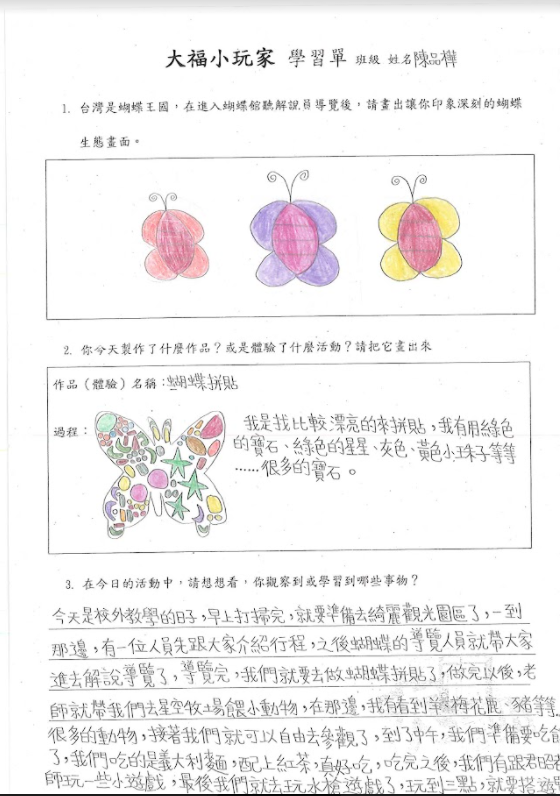 大福小玩家 學習單 班級 姓名陳品樺
1. 台灣是蝴蝶王國,在進入蝴蝶館聽解說員導覽後,請畫出讓你印象深刻的蝴蝶
生態畫面。
2. 你今天製作了什麼作品?或是體驗了什麼活動?請把它畫出來
作品(體驗)名稱:蝴蝶拼貼
過程:
我是找比較漂亮的來拼貼,我有用綠色
的寶石、綠色的星星、灰色、黃色小珠子等等
……很多的寶石。
3. 在今日的活動中,請想想看,你觀察到或學習到哪些事物?
今天是校外教學的日子,早上打掃完,就要準備去綺麗觀光園區了,一到
那邊,有一位人員先跟大家介紹行程,之後蝴蝶的導覽人員就帶大家
進去解說導覽了,導覽完,我們就要去做蝴蝶拼貼了,做完以後,老
師就帶我們去星空牧場餵小動物,在那邊,我有看到羊、梅花鹿、豬等等
很多的動物,接著我們就可以自由去參觀了,到了中午,我們準備要吃飯
了,我們吃的是義大利麵,配上紅茶,真好吃,吃完之後,我們有跟君昭老
師玩一些小遊戲,最後我們就去玩水槍遊戲了,玩到三點,就要搭遊